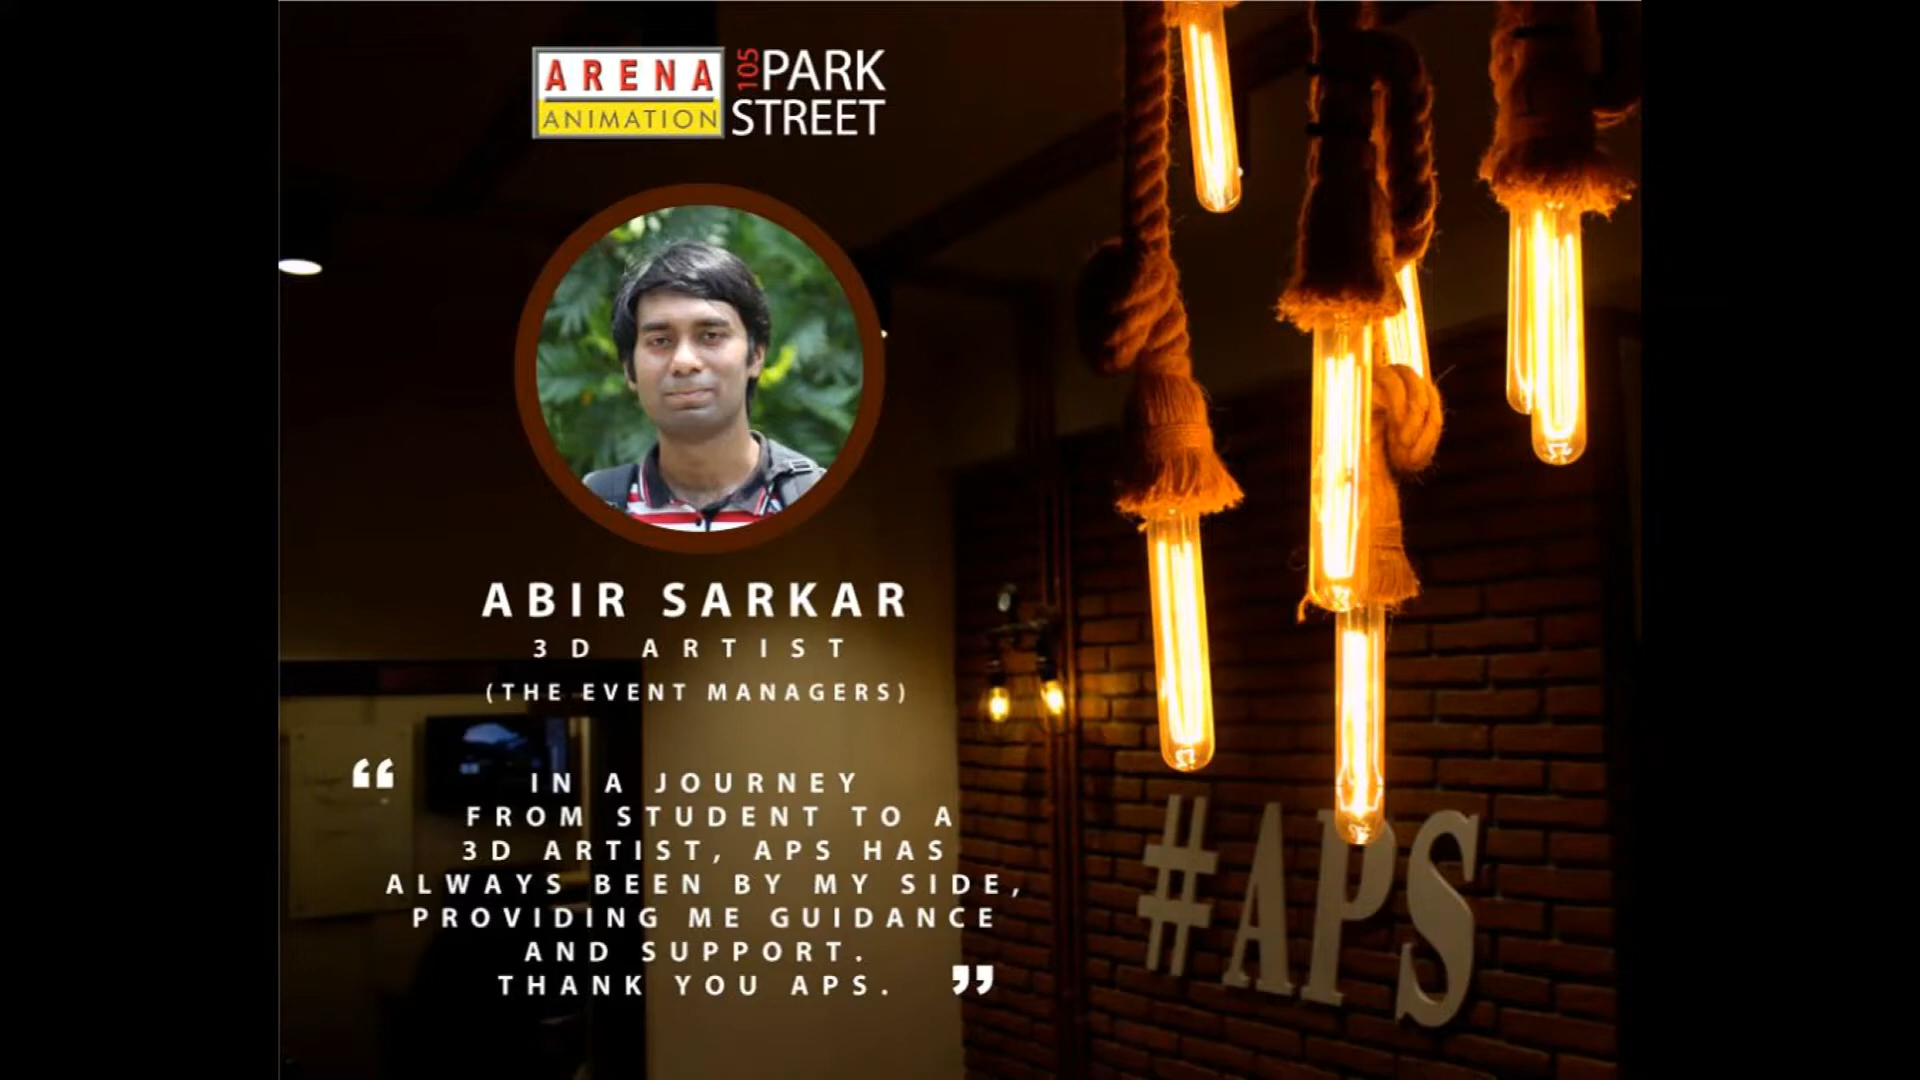 ARENA
ANIMATION
105 PARK
STREET
ABIR SARKAR
3D ARTIST
(THE EVENT MANAGERS)
“ IN A JOURNEY
FROM STUDENT TO A
3D ARTIST, APS HAS
ALWAYS BEEN BY MY SIDE,
PROVIDING ME GUIDANCE
AND SUPPORT.
THANK YOU APS. ”
#APS